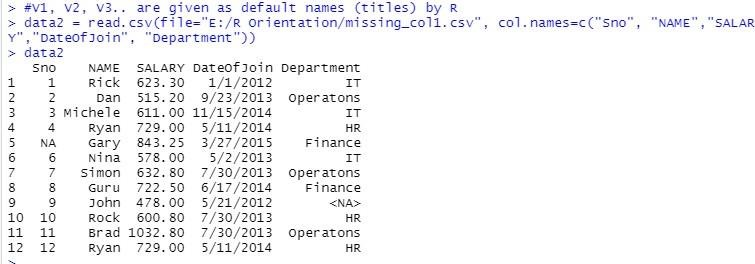 > #V1, V2, V3.. are given as default names (titles) by R
> data2 = read.csv(file="E:/R Orientation/missing_col1.csv", col.names=c("Sno", "NAME","SALAR
Y","DateOfJoin", "Department"))
> data2
Sno NAME SALARY DateOfJoin Department
1 1 Rick 623.30 1/1/2012 IT
2 2 Dan 515.20 9/23/2013 Operatons
3 3 Michele 611.00 11/15/2014 IT
4 4 Ryan 729.00 5/11/2014 HR
5 NA Gary 843.25 3/27/2015 Finance
6 6 Nina 578.00 5/2/2013 IT
7 7 Simon 632.80 7/30/2013 Operatons
8 8 Guru 722.50 6/17/2014 Finance
9 9 John 478.00 5/21/2012 <NA>
10 10 Rock 600.80 7/30/2013 HR
11 11 Brad 1032.80 7/30/2013 Operatons
12 12 Ryan 729.00 5/11/2014 HR
>